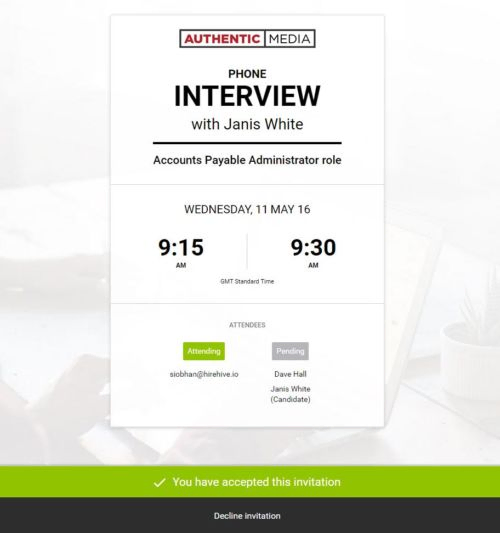 AUTHENTIC MEDIA
PHONE
INTERVIEW
with Janis White
Accounts Payable Administrator role
WEDNESDAY, 11 MAY 16
9:15 9:30
AM AM
GMT Standard Time
ATTENDEES
Attending Pending
siobhan@hirehive.io Dave Hall
Janis White
(Candidate)
You have accepted this invitation
Decline invitation